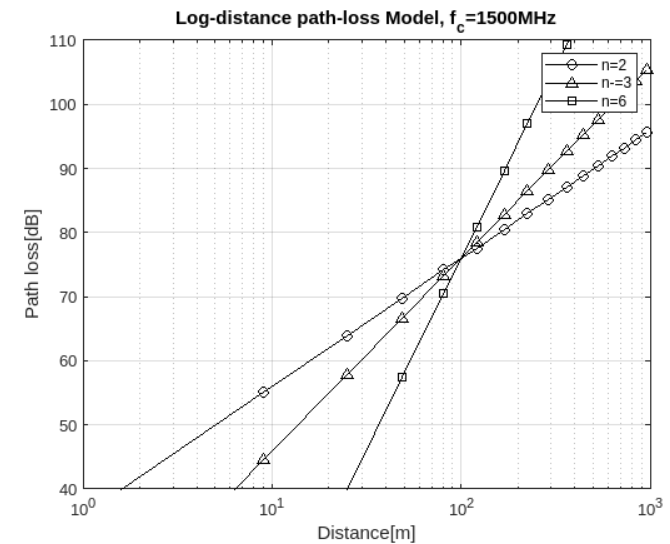 Log-distance path-loss Model, f_c=1500MHz
110
100
90
80
70
60
50
40
Path loss[dB]
n=2
n-=3
n=6
10^0 10^1 10^2 10^3
Distance[m]